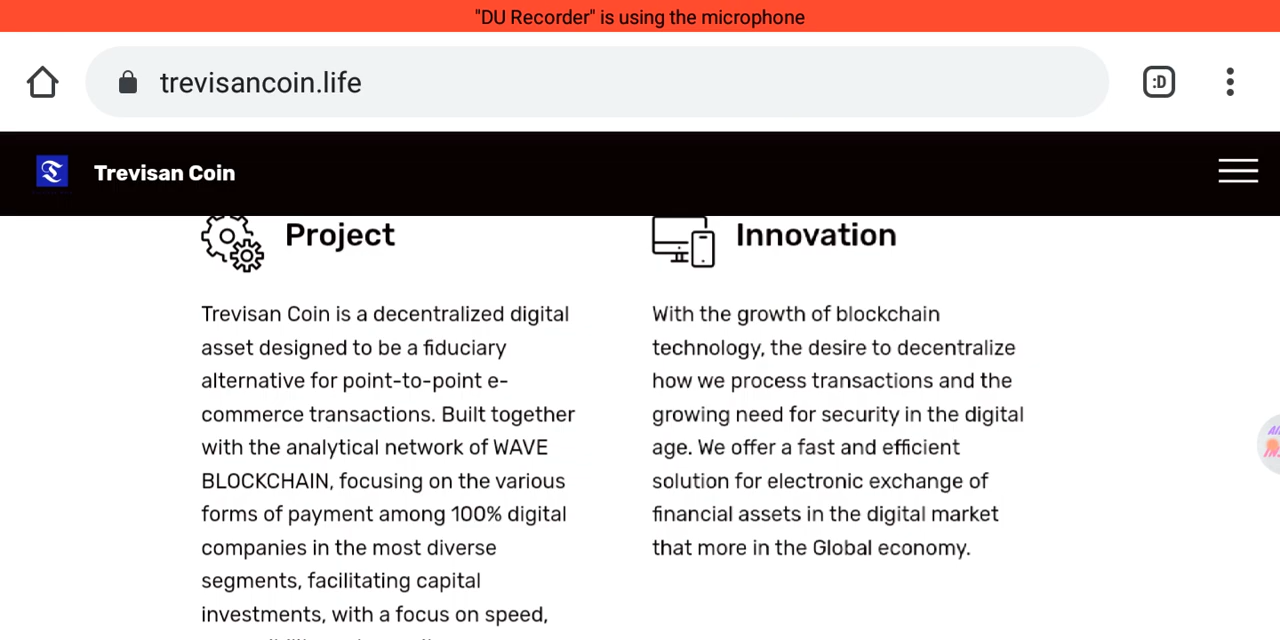 "DU Recorder" is using the microphone
trevisancoin.life
:D
Trevisan Coin
Project
Trevisan Coin is a decentralized digital
asset designed to be a fiduciary
alternative for point-to-point e-
commerce transactions. Built together
with the analytical network of WAVE
BLOCKCHAIN, focusing on the various
forms of payment among 100% digital
companies in the most diverse
segments, facilitating capital
investments, with a focus on speed,
Innovation
With the growth of blockchain
technology, the desire to decentralize
how we process transactions and the
growing need for security in the digital
age. We offer a fast and efficient
solution for electronic exchange of
financial assets in the digital market
that more in the Global economy.